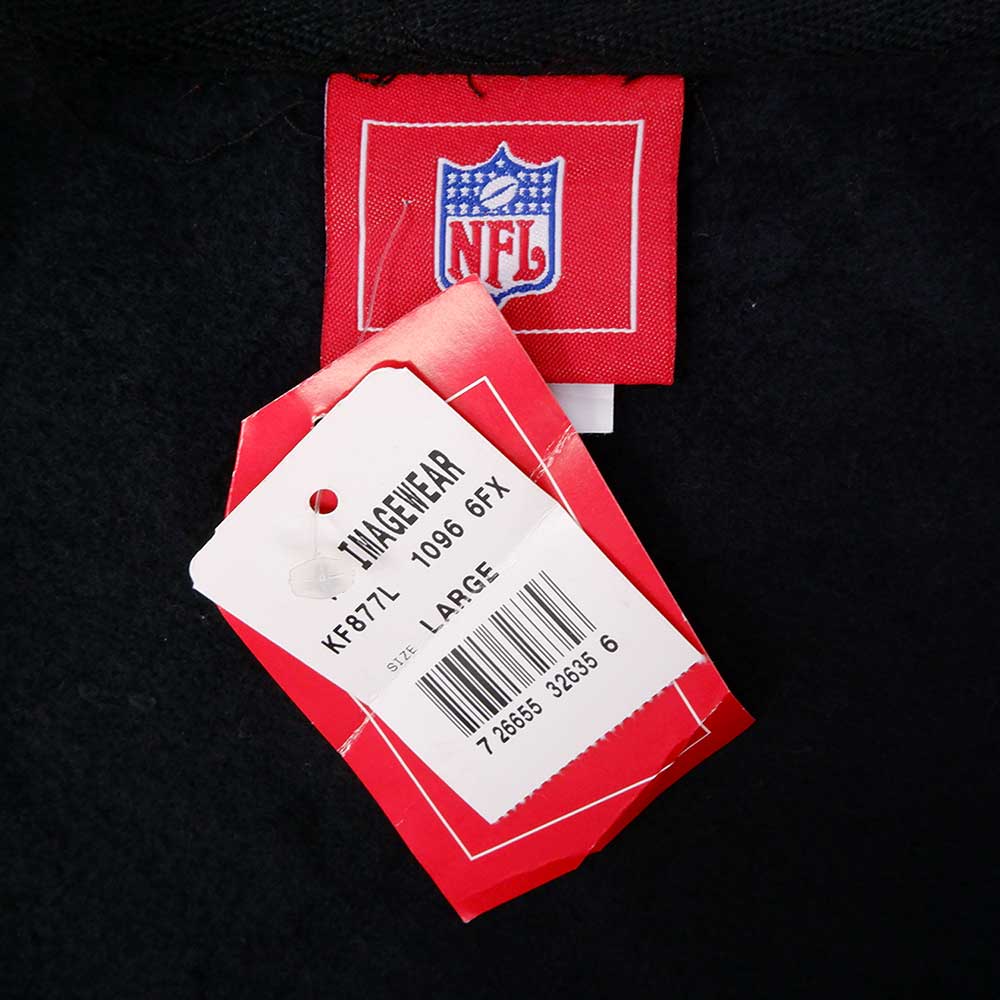 NFL
IMAGEWEAR
KF877L 1096 6FX
SIZE LARGE
7 26655 32635 6